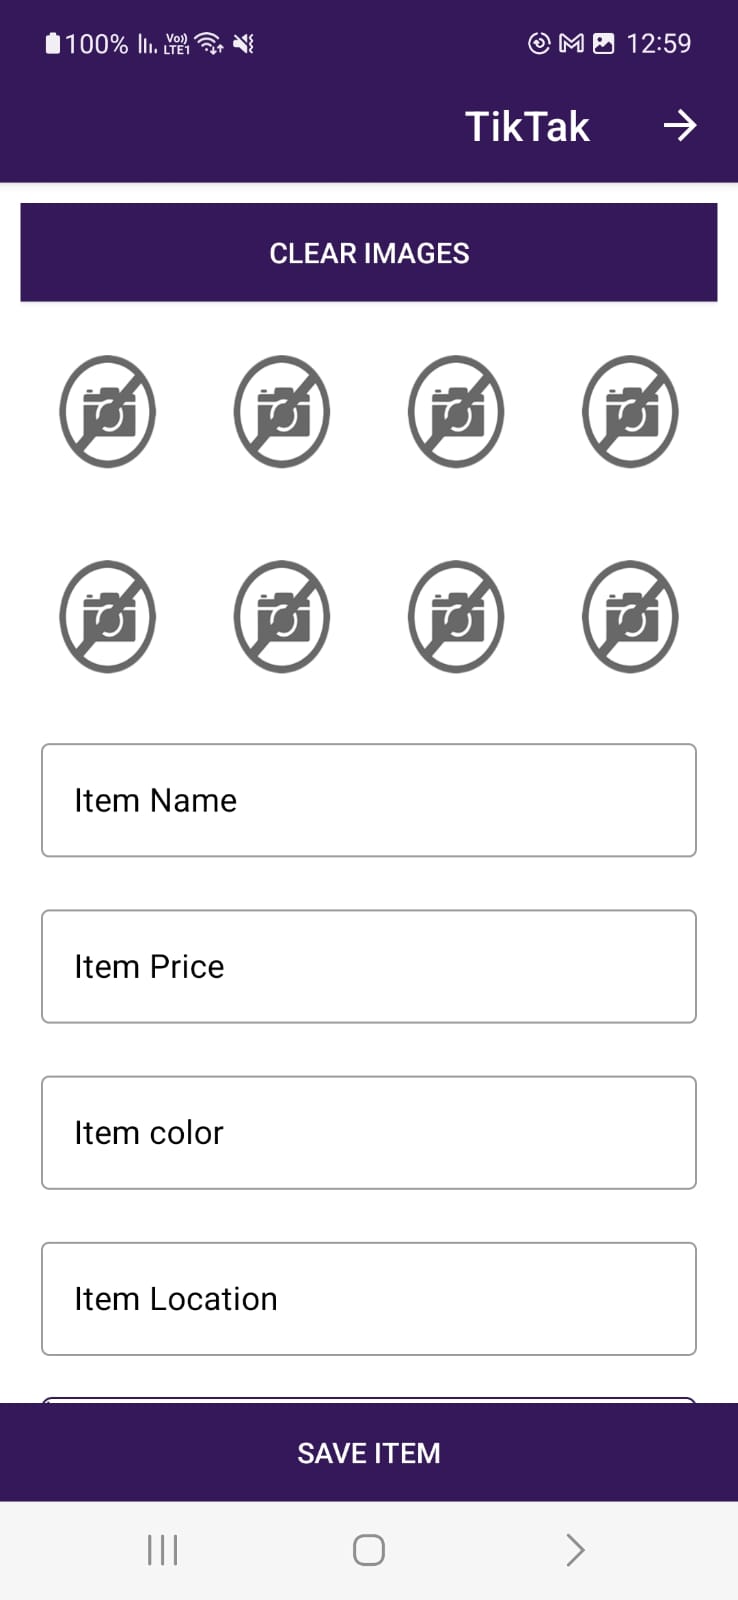 100% Vo)) LTE1 12:59
TikTak
CLEAR IMAGES
Item Name
Item Price
Item color
Item Location
SAVE ITEM